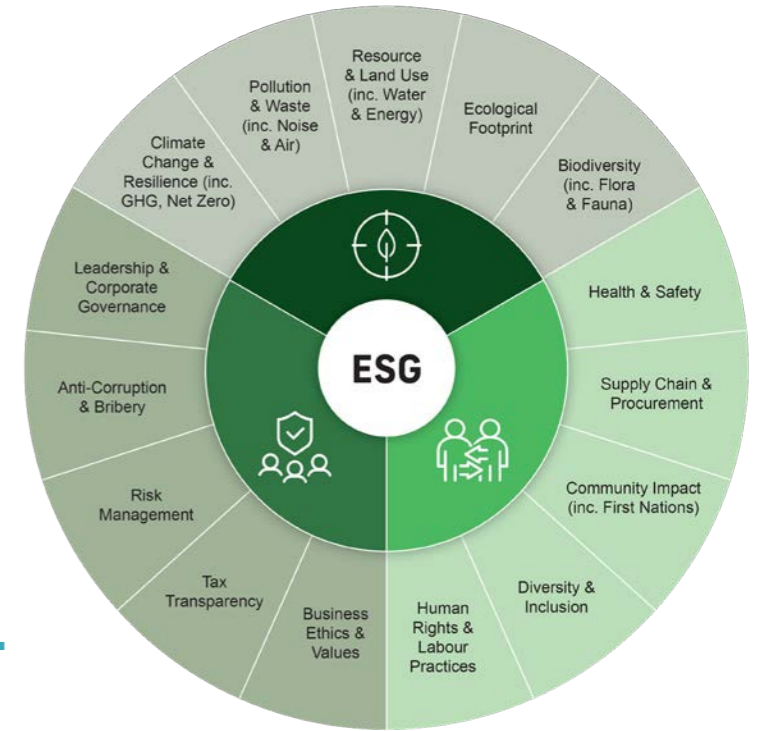 Resource
& Land Use
(inc. Water
& Energy)
Ecological
Footprint
Biodiversity
(inc. Flora
& Fauna)
Health & Safety
Supply Chain &
Procurement
Community Impact
(inc. First Nations)
Diversity &
Inclusion
Human
Rights &
Labour
Practices
Business
Ethics &
Values
Tax
Transparency
Risk
Management
Anti-Corruption
& Bribery
Leadership &
Corporate
Governance
Climate
Change &
Resilience (inc.
GHG, Net Zero)
Pollution
& Waste
(inc. Noise
& Air)
ESG